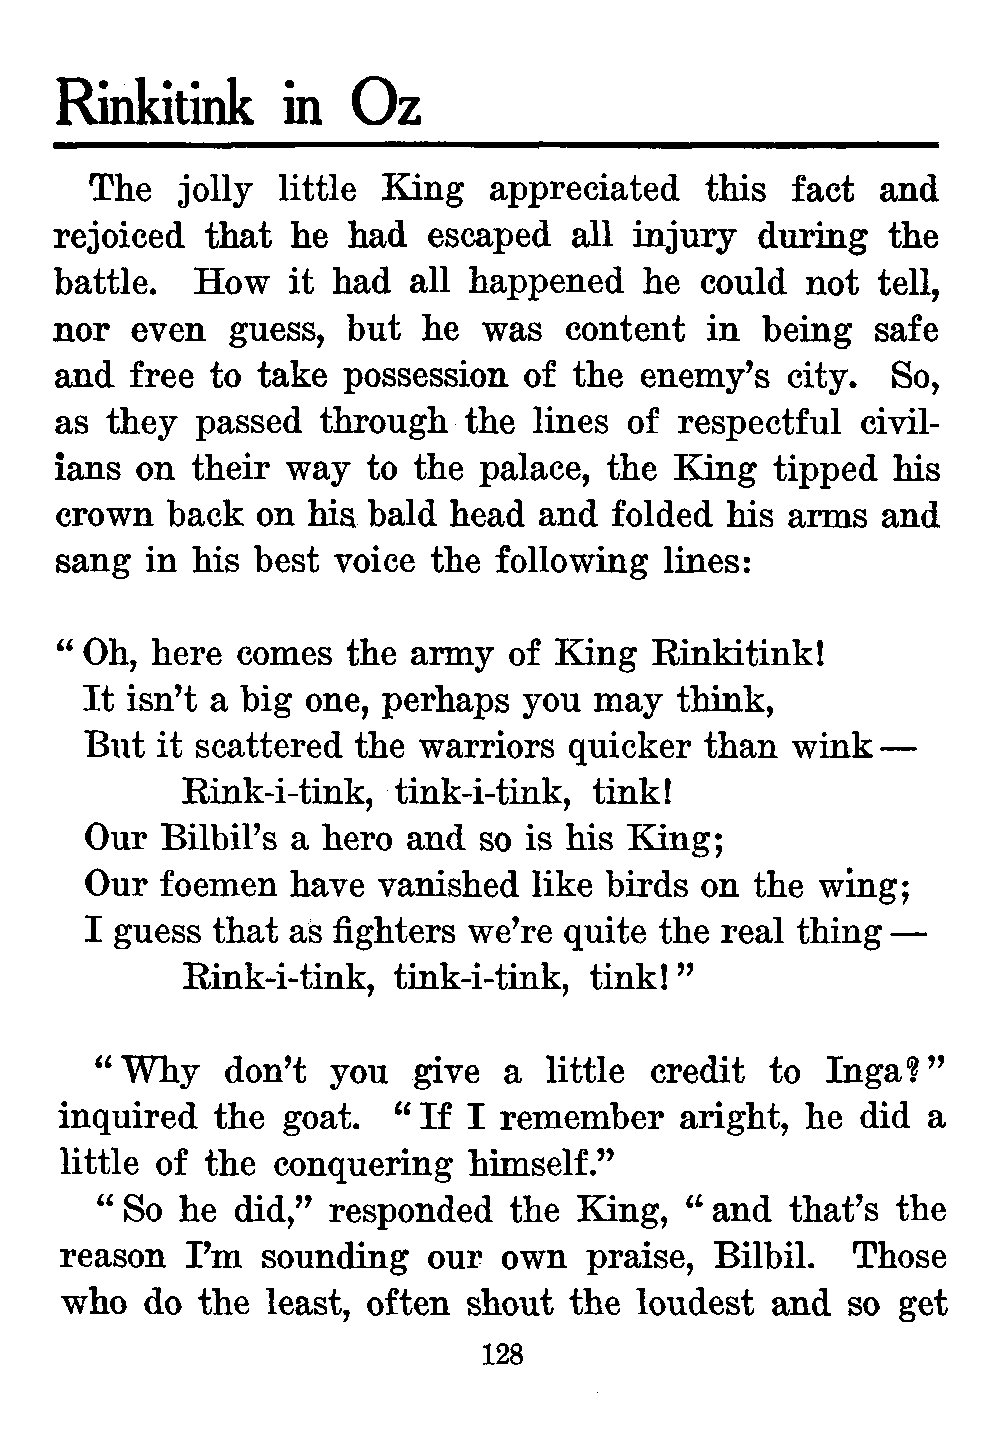 Rinkitink in Oz
The jolly little King appreciated this fact and
rejoiced that he had escaped all injury during the
battle. How it had all happened he could not tell,
nor even guess, but he was content in being safe
and free to take possession of the enemy's city. So,
as they passed through the lines of respectful civil-
ians on their way to the palace, the King tipped his
crown back on his bald head and folded his arms and
sang in his best voice the following lines:
“Oh, here comes the army of King Rinkitink!
It isn't a big one, perhaps you may think,
But it scattered the warriors quicker than wink—
Rink-i-tink, tink-i-tink, tink!
Our Bilbil's a hero and so is his King;
Our foemen have vanished like birds on the wing;
I guess that as fighters we're quite the real thing—
Rink-i-tink, tink-i-tink, tink!”
“Why don't you give a little credit to Inga?”
inquired the goat. “If I remember aright, he did a
little of the conquering himself.”
“So he did,” responded the King, “and that's the
reason I'm sounding our own praise, Bilbil. Those
who do the least, often shout the loudest and so get
128